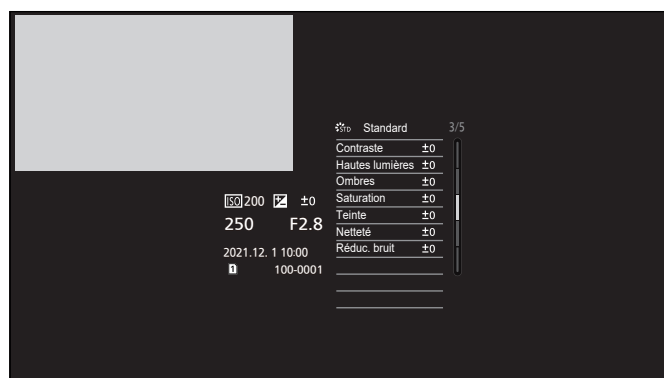 STD Standard 3/5
Contraste ±0
Hautes lumières ±0
Ombres ±0
Saturation ±0
Teinte ±0
Netteté ±0
Réduc. bruit ±0
ISO 200 ±0
250 F2.8
2021.12. 1 10:00
1 100-0001